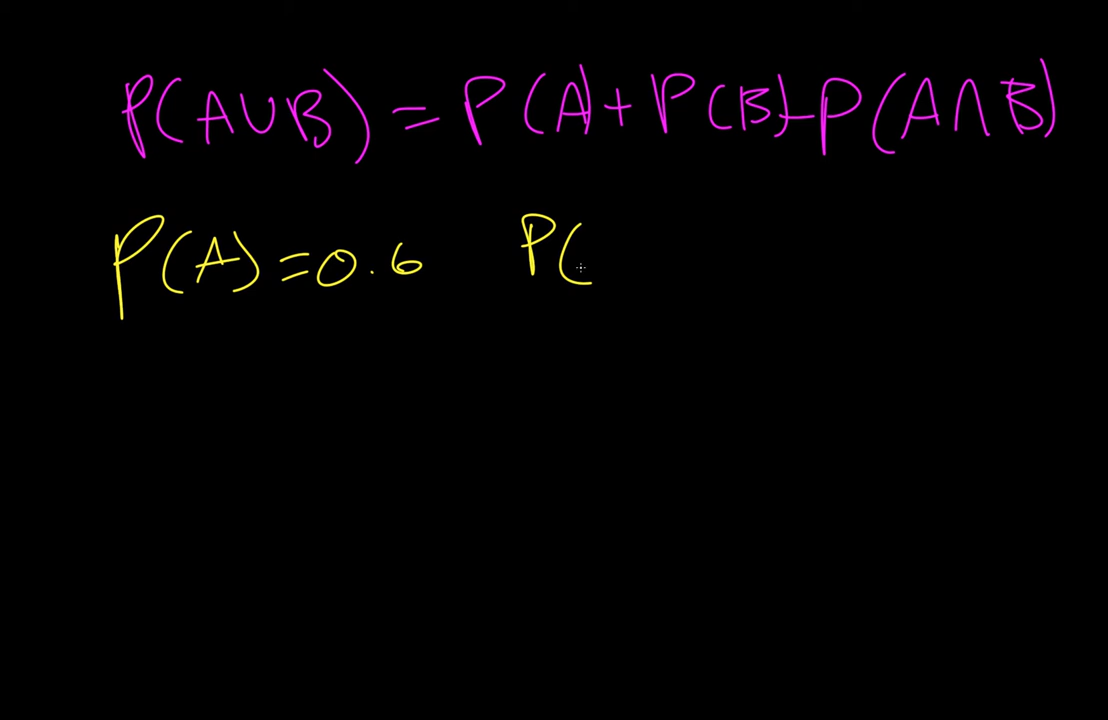 P(A∪B) = P(A) + P(B) - P(A∩B)
P(A) = 0.6 P(